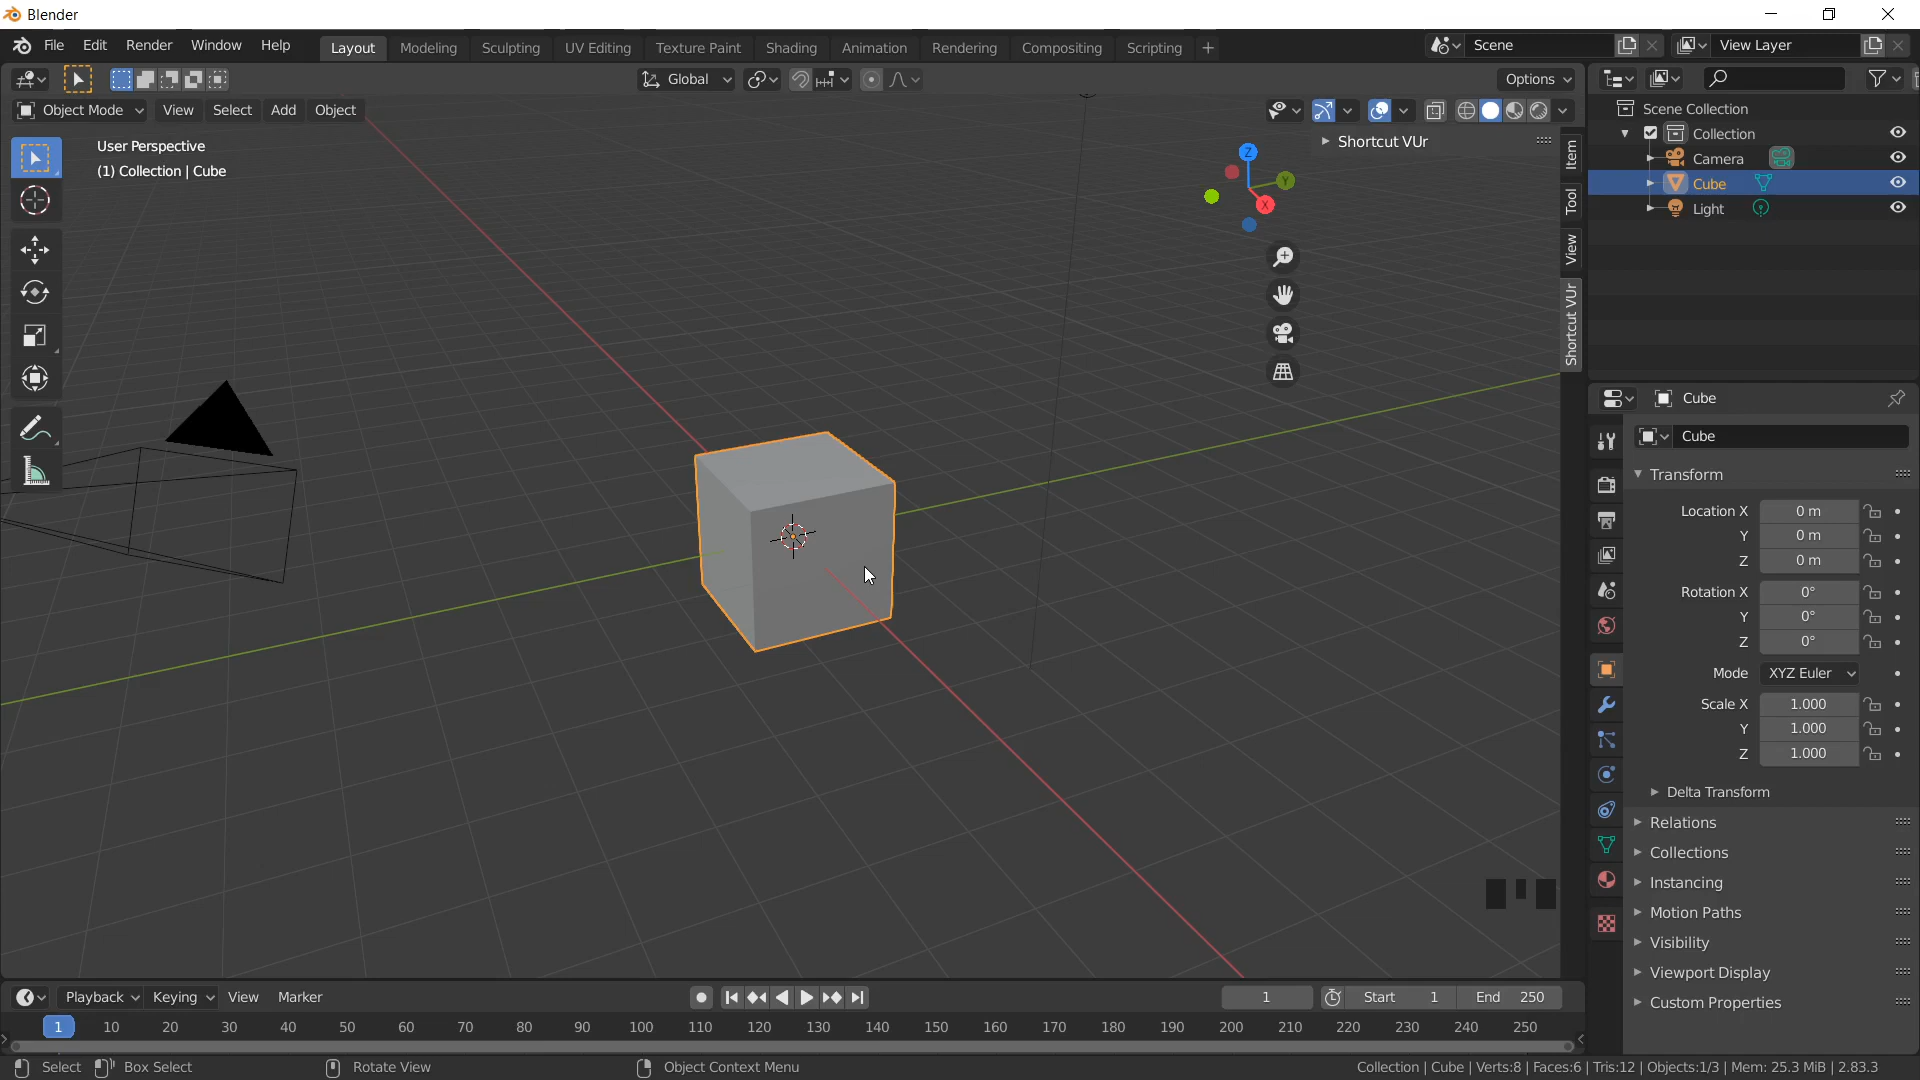 Blender
File Edit Render Window Help Layout Modeling Sculpting UV Editing Texture Paint Shading Animation Rendering Compositing Scripting + Scene View Layer
Global Options
Object Mode View Select Add Object
User Perspective
(1) Collection | Cube
Shortcut VUr
Z
Y
X
Item
Tool
View
Shortcut VUr
Scene Collection
Collection
Camera
Cube
Light
Cube
Cube
Transform
Location X 0 m
Y 0 m
Z 0 m
Rotation X 0°
Y 0°
Z 0°
Mode XYZ Euler
Scale X 1.000
Y 1.000
Z 1.000
Delta Transform
Relations
Collections
Instancing
Motion Paths
Visibility
Viewport Display
Custom Properties
Playback Keying View Marker 1 Start 1 End 250
1 10 20 30 40 50 60 70 80 90 100 110 120 130 140 150 160 170 180 190 200 210 220 230 240 250
Select Box Select Rotate View Object Context Menu Collection | Cube | Verts:8 | Faces:6 | Tris:12 | Objects:1/3 | Mem: 25.3 MiB | 2.83.3